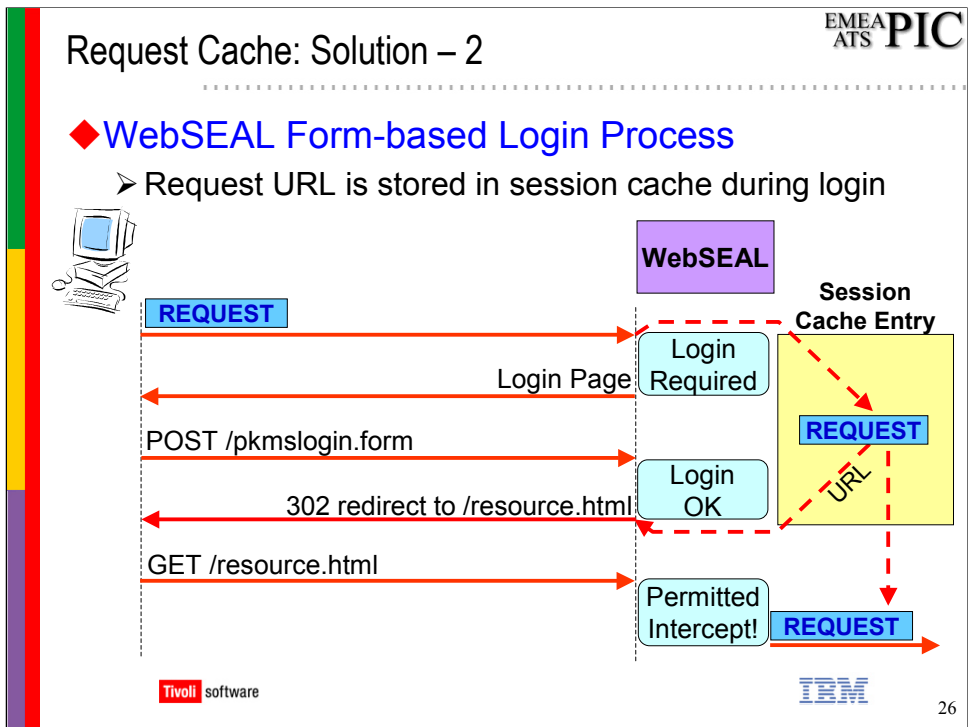 EMEA
ATS PIC
Request Cache: Solution – 2
WebSEAL Form-based Login Process
Request URL is stored in session cache during login
WebSEAL
Session
Cache Entry
REQUEST
Login
Required
Login Page
REQUEST
POST /pkmslogin.form
URL
Login
OK
302 redirect to /resource.html
GET /resource.html
Permitted
Intercept!
REQUEST
Tivoli software
IBM
26